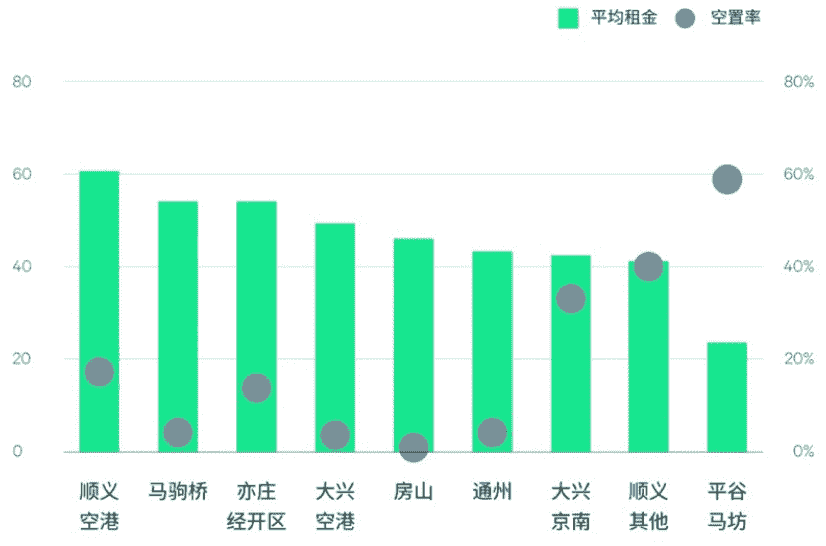 平均租金 空置率
80 80%
60 60%
40 40%
20 20%
0 0%
顺义 马驹桥 亦庄 大兴 房山 通州 大兴 顺义 平谷
空港 经开区 空港 京南 其他 马坊